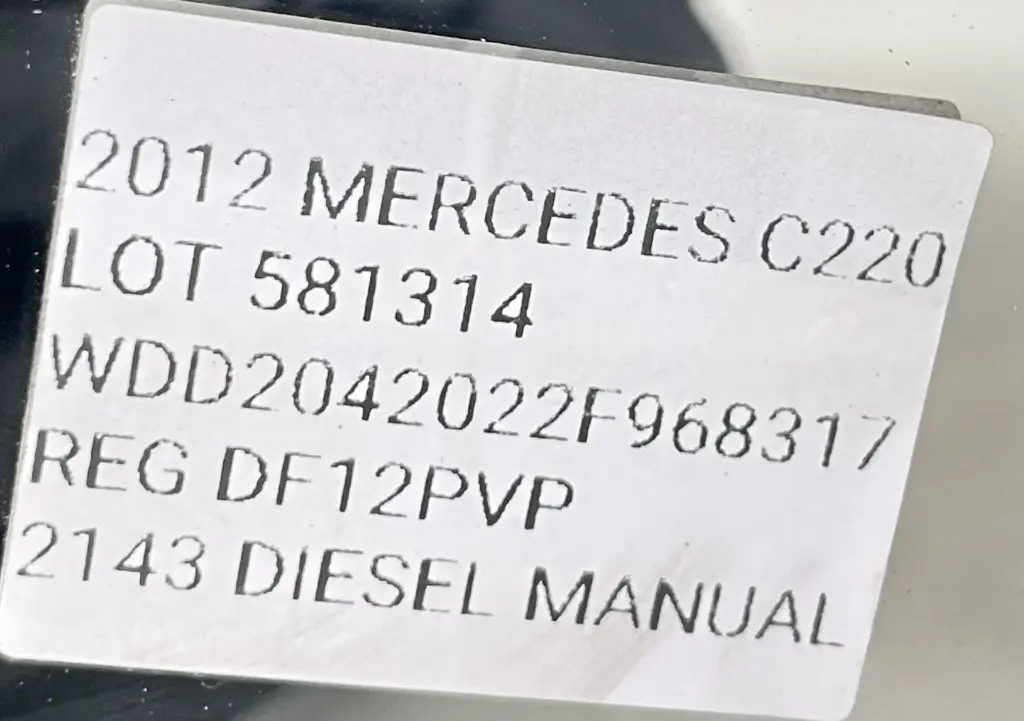 2012 MERCEDES C220
LOT 581314
WDD2042022F968317
REG DF12PVP
2143 DIESEL MANUAL